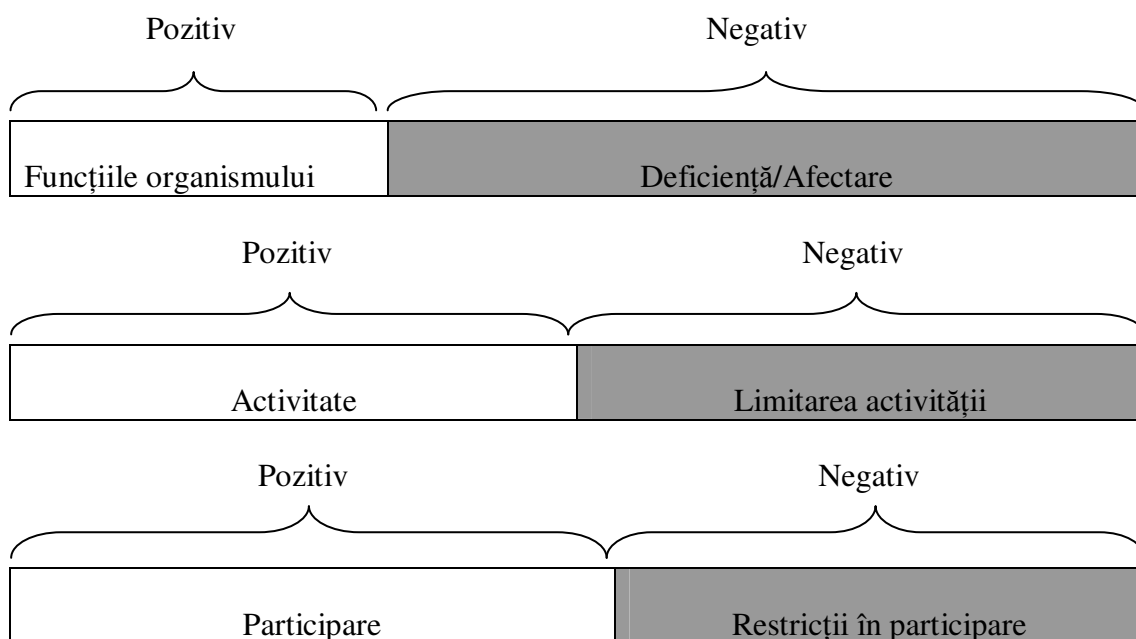 Pozitiv Negativ
Funcțiile organismului Deficiență/Afectare
Pozitiv Negativ
Activitate Limitarea activității
Pozitiv Negativ
Participare Restricții în participare